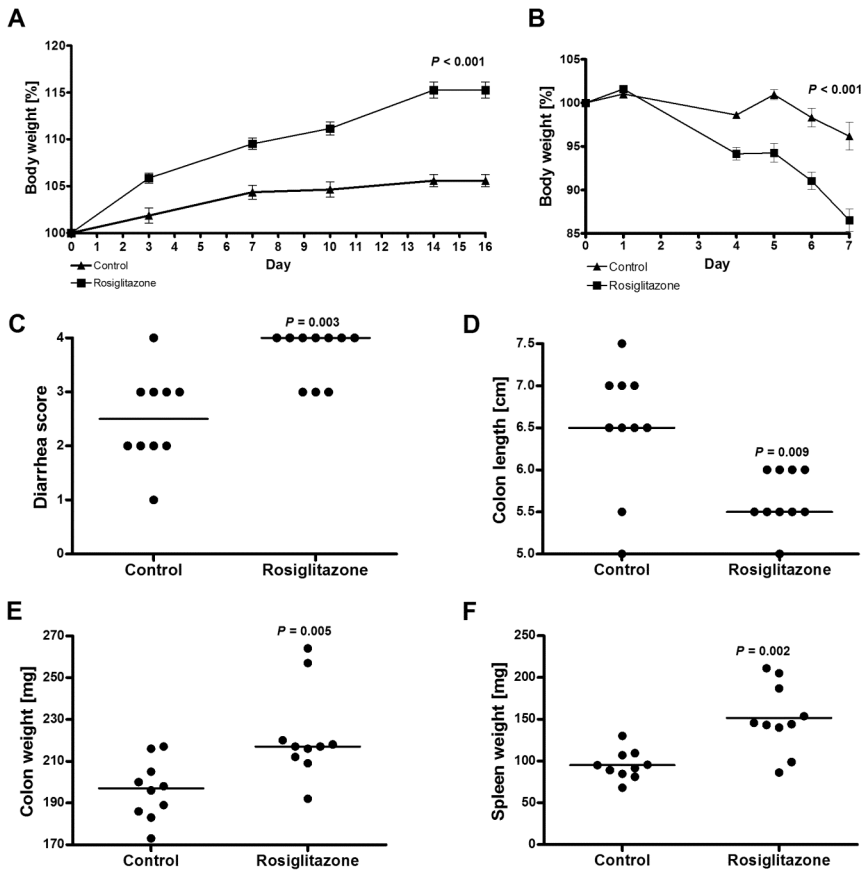 A
Body weight [%]
120
115
110
105
100
P < 0.001
0 1 2 3 4 5 6 7 8 9 10 11 12 13 14 15 16
Day
Control
Rosiglitazone
B
Body weight [%]
105
100
95
90
85
P < 0.001
0 1 2 3 4 5 6 7
Day
Control
Rosiglitazone
C
Diarrhea score
4
3
2
1
0
P = 0.003
Control Rosiglitazone
D
Colon length [cm]
7.5
7.0
6.5
6.0
5.5
5.0
P = 0.009
Control Rosiglitazone
E
Colon weight [mg]
270
250
230
210
190
170
P = 0.005
Control Rosiglitazone
F
Spleen weight [mg]
250
200
150
100
50
0
P = 0.002
Control Rosiglitazone